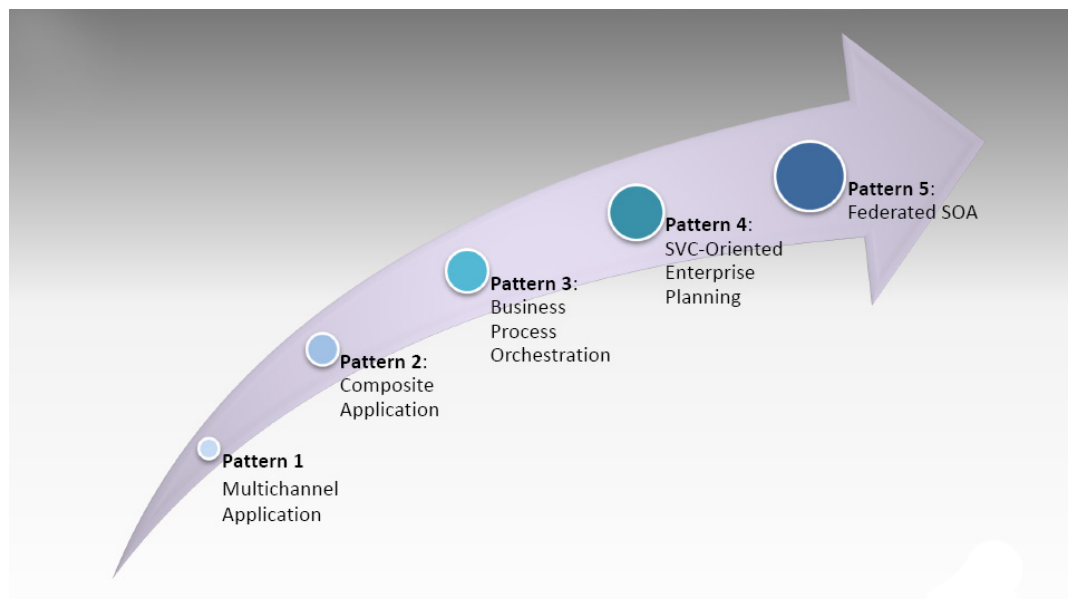 Pattern 1
Multichannel
Application
Pattern 2:
Composite
Application
Pattern 3:
Business
Process
Orchestration
Pattern 4:
SVC-Oriented
Enterprise
Planning
Pattern 5:
Federated SOA